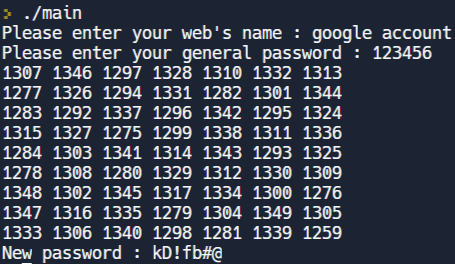 > ./main
Please enter your web's name : google account
Please enter your general password : 123456
1307 1346 1297 1328 1310 1332 1313
1277 1326 1294 1331 1282 1301 1344
1283 1292 1337 1296 1342 1295 1324
1315 1327 1275 1299 1338 1311 1336
1284 1303 1341 1314 1343 1293 1325
1278 1308 1280 1329 1312 1330 1309
1348 1302 1345 1317 1334 1300 1276
1347 1316 1335 1279 1304 1349 1305
1333 1306 1340 1298 1281 1339 1259
New password : kD!fb#@